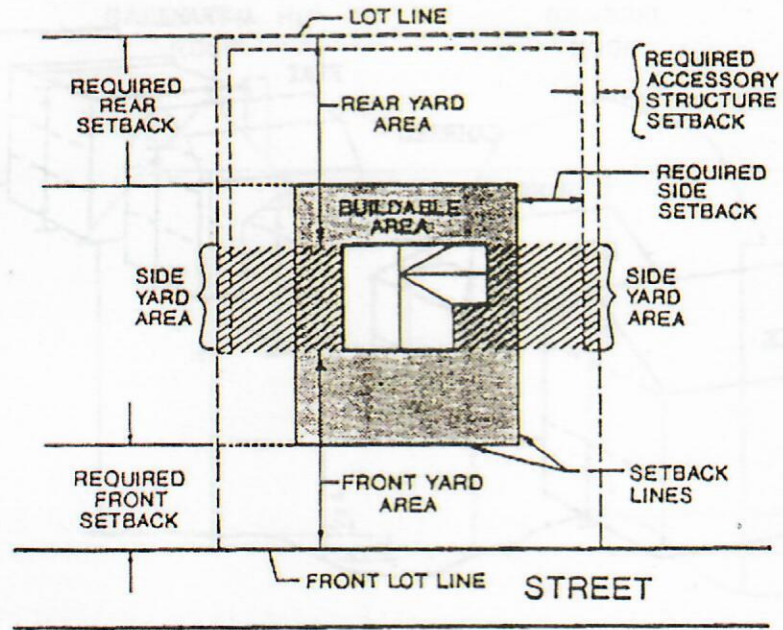 LOT LINE
REQUIRED
REAR
SETBACK
REAR YARD
AREA
REQUIRED
ACCESSORY
STRUCTURE
SETBACK
REQUIRED
SIDE
SETBACK
BUILDABLE
AREA
SIDE
YARD
AREA
SIDE
YARD
AREA
REQUIRED
FRONT
SETBACK
FRONT YARD
AREA
SETBACK
LINES
FRONT LOT LINE
STREET